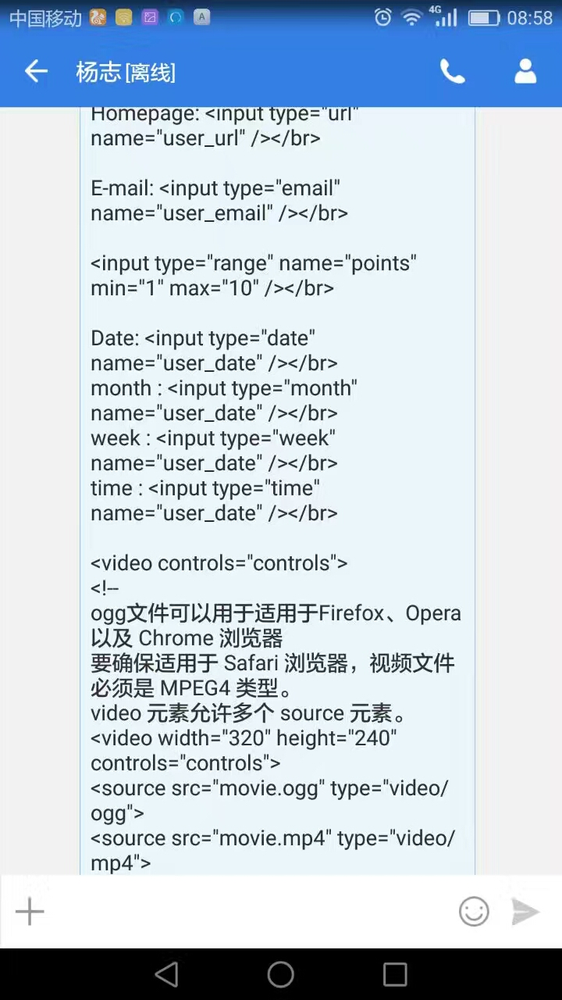 中国移动
4G
08:58
杨志[离线]
Homepage: <input type="url"
name="user_url" /></br>
E-mail: <input type="email"
name="user_email" /></br>
<input type="range" name="points"
min="1" max="10" /></br>
Date: <input type="date"
name="user_date" /></br>
month : <input type="month"
name="user_date" /></br>
week : <input type="week"
name="user_date" /></br>
time : <input type="time"
name="user_date" /></br>
<video controls="controls">
<!--
ogg文件可以用于适用于Firefox、Opera
以及 Chrome 浏览器
要确保适用于 Safari 浏览器，视频文件
必须是 MPEG4 类型。
video 元素允许多个 source 元素。
<video width="320" height="240"
controls="controls">
<source src="movie.ogg" type="video/
ogg">
<source src="movie.mp4" type="video/
mp4">